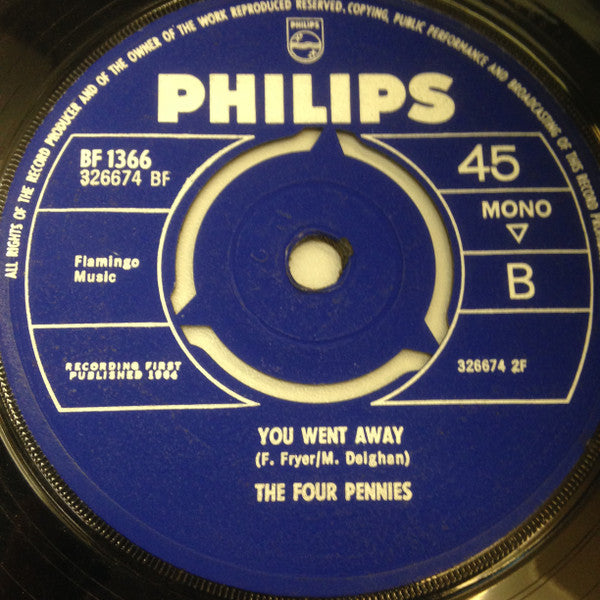 ALL RIGHTS OF THE RECORD PRODUCER AND OF THE OWNER OF THE WORK REPRODUCED RESERVED. COPYING, PUBLIC PERFORMANCE AND BROADCASTING OF THIS RECORD
PHILIPS
PHILIPS
BF 1366
326674 BF
45
MONO
B
Flamingo
Music
RECORDING FIRST
PUBLISHED 1964
326674 2F
YOU WENT AWAY
(F. Fryer/M. Deighan)
THE FOUR PENNIES